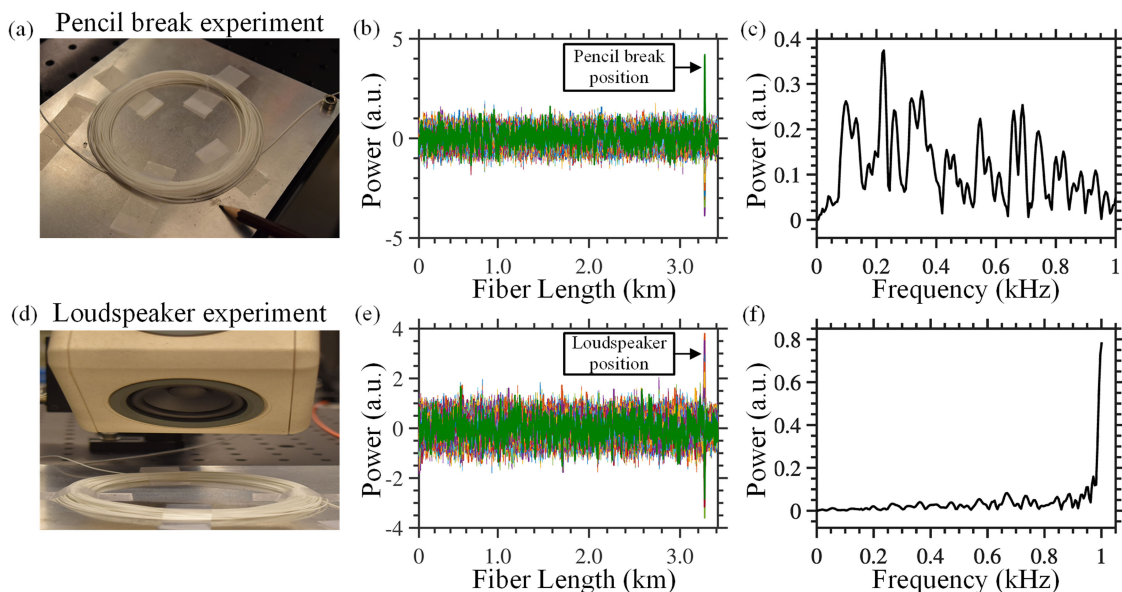 (a) Pencil break experiment
(b)
Power (a.u.)
5
0
-5
Pencil break
position
0 1.0 2.0 3.0
Fiber Length (km)
(c)
Power (a.u.)
0.4
0.3
0.2
0.1
0
0 0.2 0.4 0.6 0.8 1
Frequency (kHz)
(d) Loudspeaker experiment
(e)
Power (a.u.)
4
2
0
-2
-4
Loudspeaker
position
0 1.0 2.0 3.0
Fiber Length (km)
(f)
Power (a.u.)
0.8
0.6
0.4
0.2
0
0 0.2 0.4 0.6 0.8 1
Frequency (kHz)